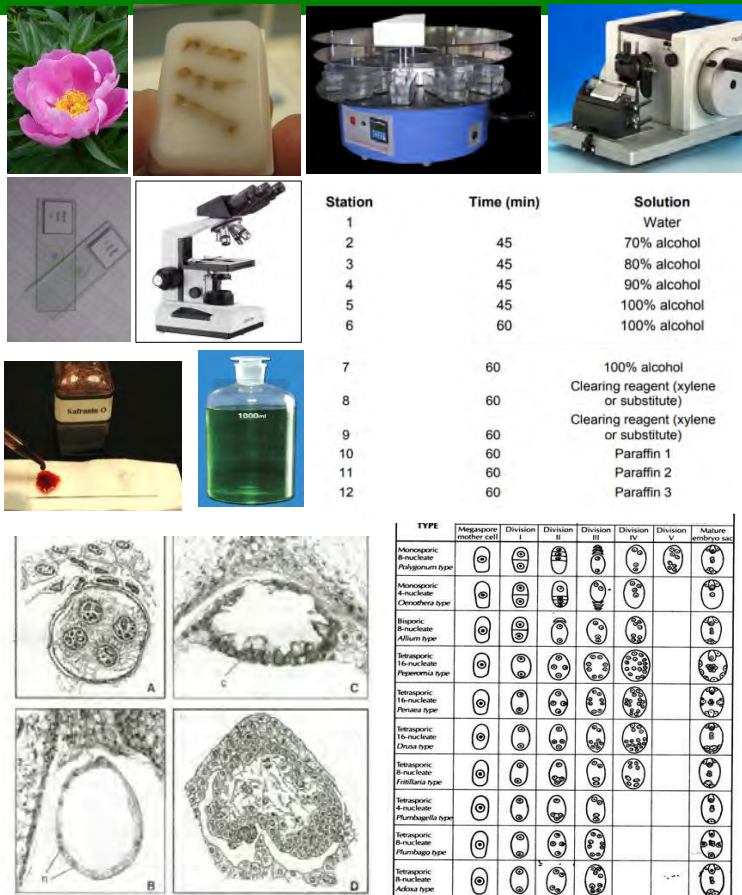 Station Time (min) Solution
1 Water
2 45 70% alcohol
3 45 80% alcohol
4 45 90% alcohol
5 45 100% alcohol
6 60 100% alcohol
7 60 100% alcohol
8 60 Clearing reagent (xylene
or substitute)
9 60 Clearing reagent (xylene
or substitute)
10 60 Paraffin 1
11 60 Paraffin 2
12 60 Paraffin 3
Safranin O
1000ml
A
C
c
B
n
D
TYPE Megaspore Division Division Division Division Division Mature
mother cell I II III IV V embryo sac
Monosporic
8-nucleate
Polygonum type
Monosporic
4-nucleate
Oenothera type
Bisporic
8-nucleate
Allium type
Tetrasporic
16-nucleate
Peperomia type
Tetrasporic
16-nucleate
Penaea type
Tetrasporic
16-nucleate
Drusa type
Tetrasporic
8-nucleate
Fritillaria type
Tetrasporic
4-nucleate
Plumbagella type
Tetrasporic
8-nucleate
Plumbago type
Tetrasporic
8-nucleate
Adoxa type